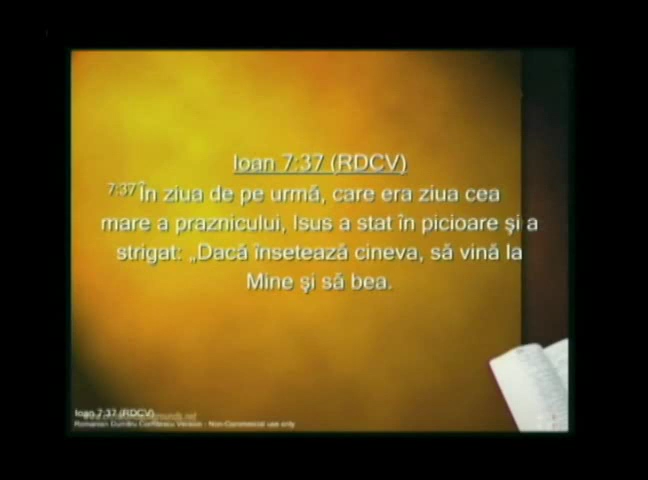 Ioan 7:37 (RDCV)
7:37 În ziua de pe urmă, care era ziua cea
mare a praznicului, Isus a stat în picioare şi a
strigat: „Dacă însetează cineva, să vină la
Mine şi să bea.
Ioan 7:37 (RDCV)
Romanian Dumitru Cornilescu Version - Non-Commercial use only